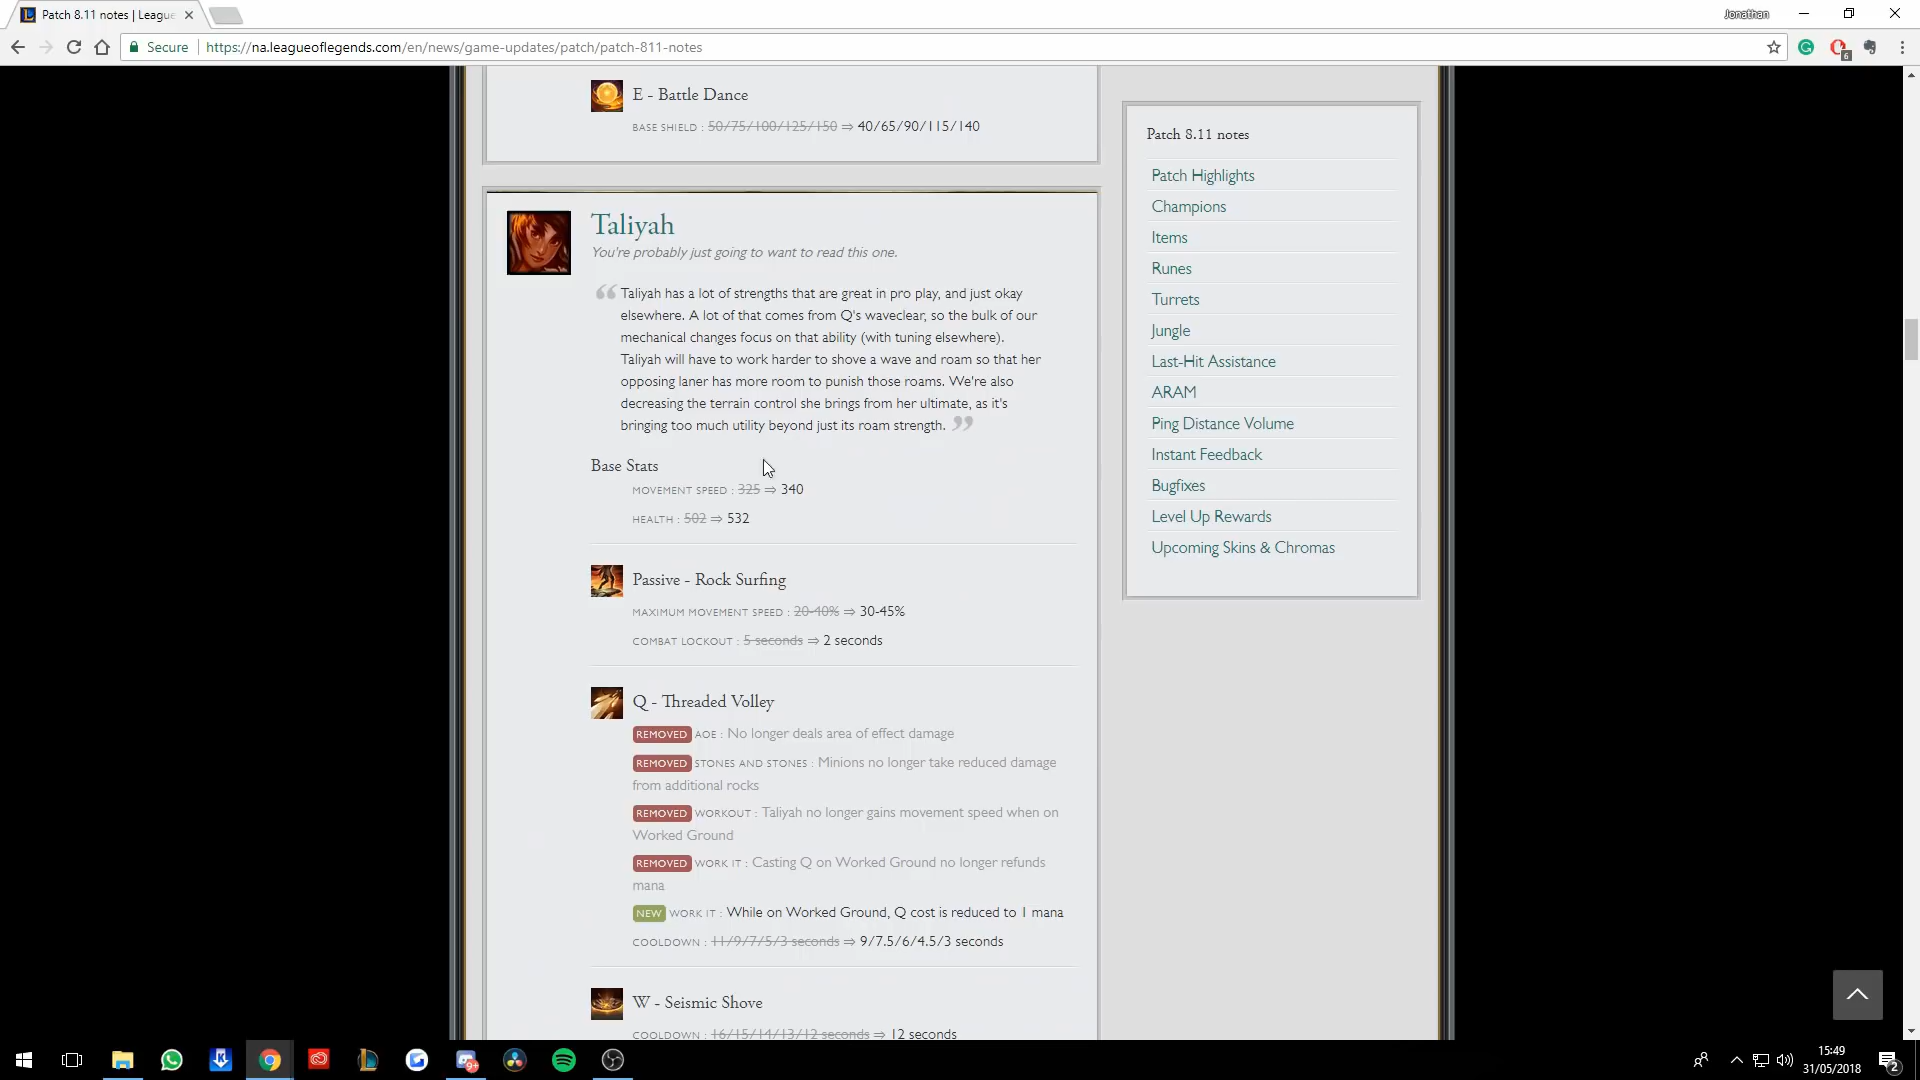 Patch 8.11 notes | League
Jonathan
Secure
https://na.leagueoflegends.com/en/news/game-updates/patch/patch-811-notes
6
E - Battle Dance
BASE SHIELD : 50/75/100/125/150 ⇒ 40/65/90/115/140
Taliyah
You're probably just going to want to read this one.
“ Taliyah has a lot of strengths that are great in pro play, and just okay
elsewhere. A lot of that comes from Q's waveclear, so the bulk of our
mechanical changes focus on that ability (with tuning elsewhere).
Taliyah will have to work harder to shove a wave and roam so that her
opposing laner has more room to punish those roams. We're also
decreasing the terrain control she brings from her ultimate, as it's
bringing too much utility beyond just its roam strength. ”
Base Stats
MOVEMENT SPEED : 325 ⇒ 340
HEALTH : 502 ⇒ 532
Passive - Rock Surfing
MAXIMUM MOVEMENT SPEED : 20-40% ⇒ 30-45%
COMBAT LOCKOUT : 5 seconds ⇒ 2 seconds
Q - Threaded Volley
REMOVED AOE : No longer deals area of effect damage
REMOVED STONES AND STONES : Minions no longer take reduced damage
from additional rocks
REMOVED WORKOUT : Taliyah no longer gains movement speed when on
Worked Ground
REMOVED WORK IT : Casting Q on Worked Ground no longer refunds
mana
NEW WORK IT : While on Worked Ground, Q cost is reduced to 1 mana
COOLDOWN : 11/9/7/5/3 seconds ⇒ 9/7.5/6/4.5/3 seconds
W - Seismic Shove
COOLDOWN : 16/15/14/13/12 seconds ⇒ 12 seconds
Patch 8.11 notes
Patch Highlights
Champions
Items
Runes
Turrets
Jungle
Last-Hit Assistance
ARAM
Ping Distance Volume
Instant Feedback
Bugfixes
Level Up Rewards
Upcoming Skins & Chromas
15:49
31/05/2018
2